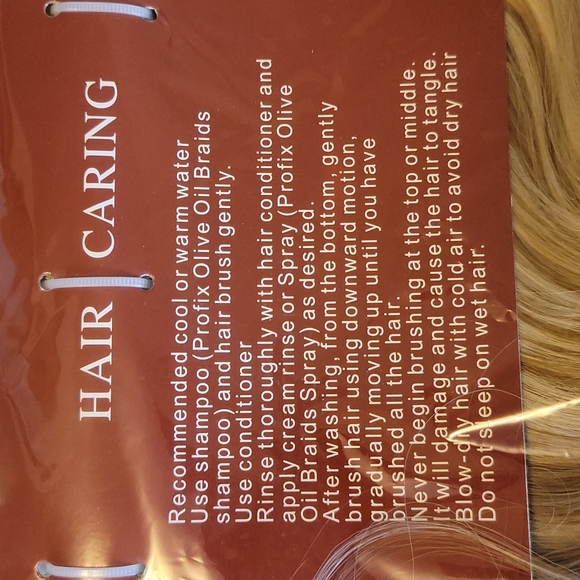 HAIR CARING
Recommended cool or warm water
Use shampoo (Profix Olive Oil Braids
shampoo) and hair brush gently.
Use conditioner
Rinse thoroughly with hair conditioner and
apply cream rinse or Spray (Profix Olive
Oil Braids Spray) as desired.
After washing, from the bottom, gently
brush hair using downward motion,
gradually moving up until you have
brushed all the hair.
Never begin brushing at the top or middle.
It will damage and cause the hair to tangle.
Blow-dry hair with cold air to avoid dry hair
Do not sleep on wet hair.